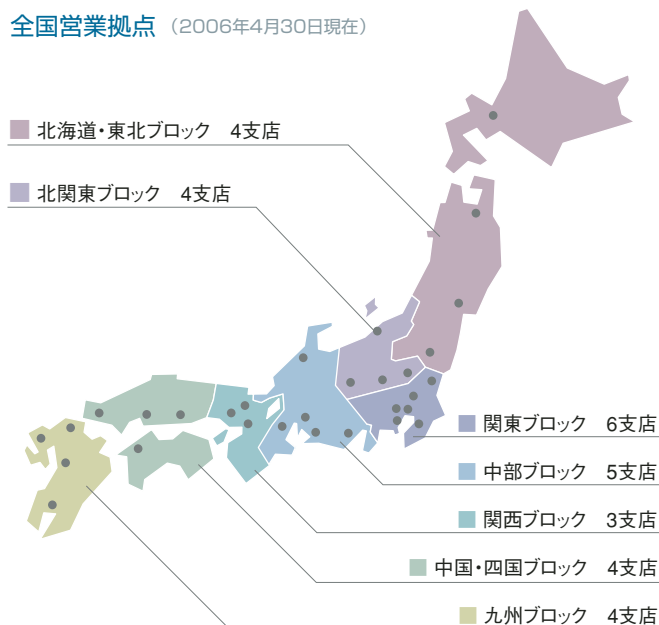 全国営業拠点 （2006年4月30日現在）
北海道・東北ブロック 4支店
北関東ブロック 4支店
関東ブロック 6支店
中部ブロック 5支店
関西ブロック 3支店
中国・四国ブロック 4支店
九州ブロック 4支店